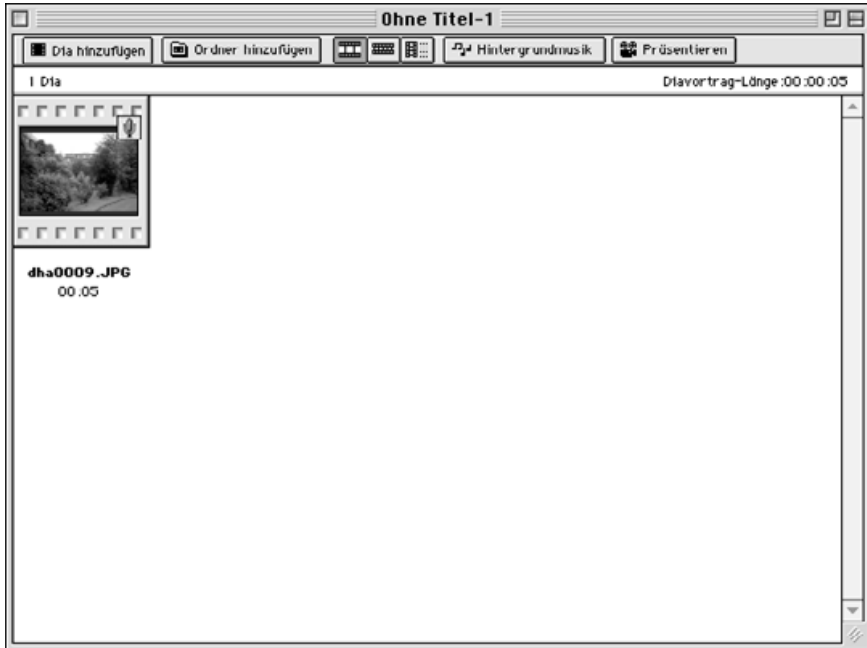 Ohne Titel-1
Dia hinzufügen Ordner hinzufügen Hintergrundmusik Präsentieren
1 Dia Diavortrag-Länge:00:00:05
dha0009.JPG
00.05